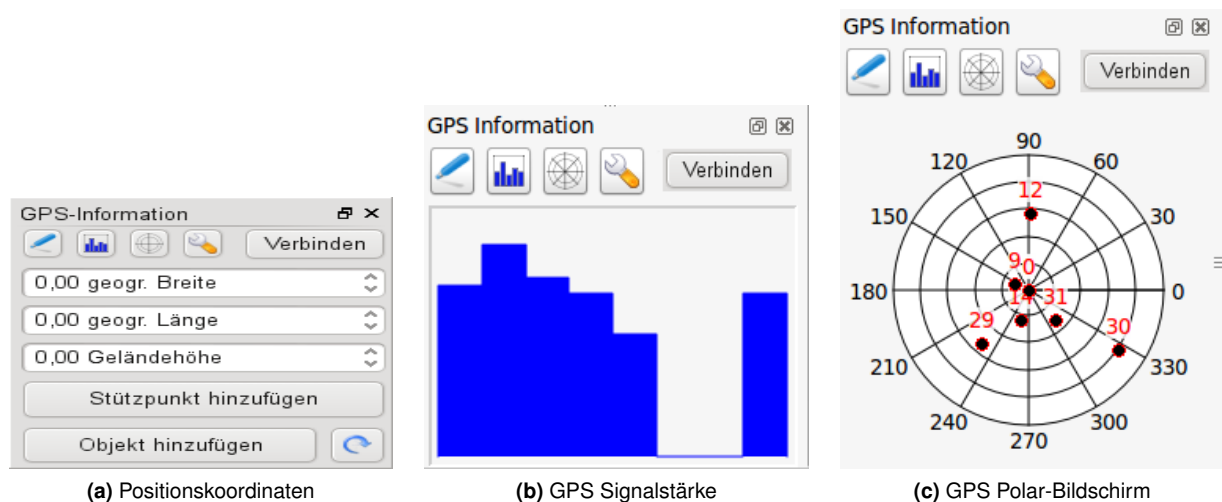 GPS-Information
Verbinden
0,00 geogr. Breite
0,00 geogr. Länge
0,00 Geländehöhe
Stützpunkt hinzufügen
Objekt hinzufügen
(a) Positionskoordinaten
GPS Information
Verbinden
(b) GPS Signalstärke
GPS Information
Verbinden
90
120
60
12
150
30
9
0
180
0
14
31
29
30
210
330
240
300
270
(c) GPS Polar-Bildschirm